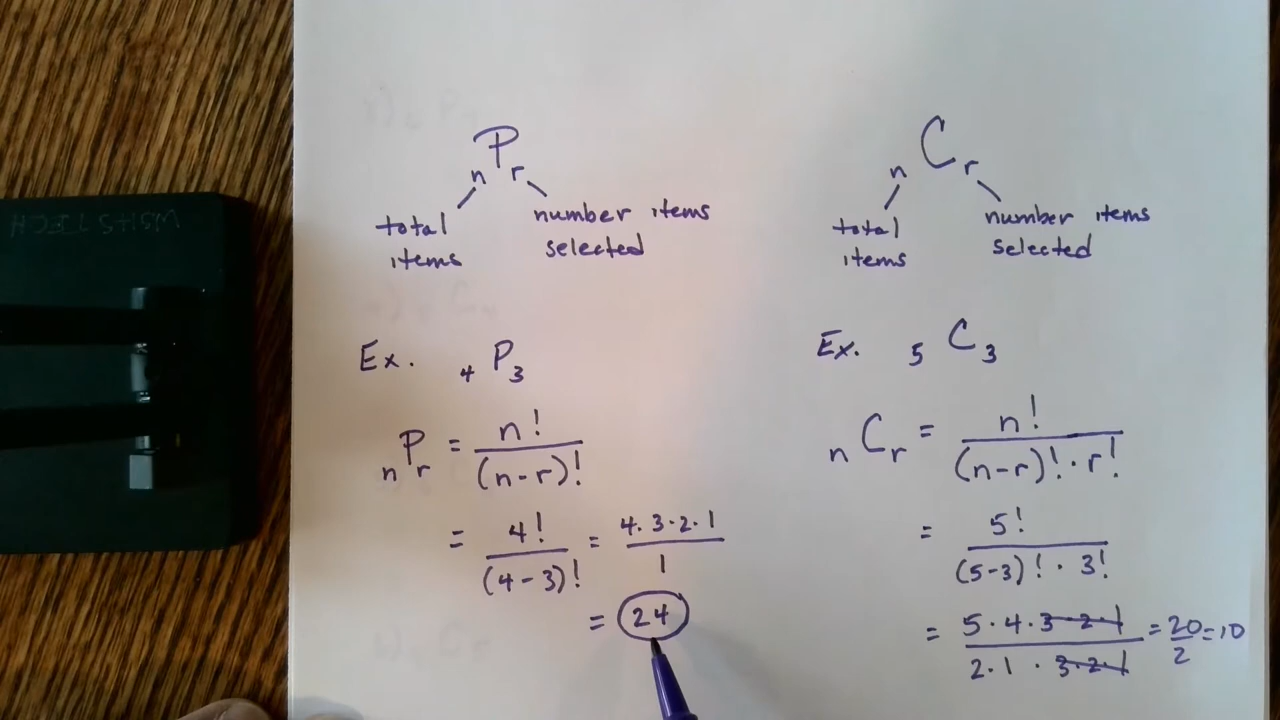 nPr
total items
number items selected
Ex. 4P3
nPr = n! / (n-r)!
= 4! / (4-3)! = 4·3·2·1 / 1
= 24
nCr
total items
number items selected
Ex. 5C3
nCr = n! / (n-r)!·r!
= 5! / (5-3)!·3!
= 5·4·3·2·1 / 2·1·3·2·1 = 20/2 = 10